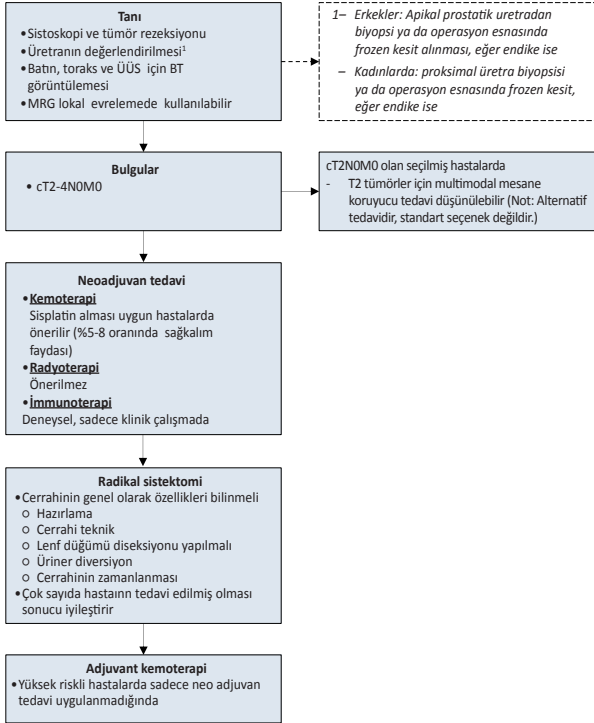 Tanı
•Sistoskopi ve tümör rezeksiyonu
•Üretranın değerlendirilmesi¹
•Batın, toraks ve ÜÜS için BT
görüntülemesi
•MRG lokal evrelemede kullanılabilir
1– Erkekler: Apikal prostatik uretradan
biyopsi ya da operasyon esnasında
frozen kesit alınması, eğer endike ise
– Kadınlarda: proksimal üretra biyopsisi
ya da operasyon esnasında frozen kesit,
eğer endike ise
Bulgular
• cT2-4N0M0
cT2N0M0 olan seçilmiş hastalarda
- T2 tümörler için multimodal mesane
koruyucu tedavi düşünülebilir (Not: Alternatif
tedavidir, standart seçenek değildir.)
Neoadjuvan tedavi
•Kemoterapi
Sisplatin alması uygun hastalarda
önerilir (%5-8 oranında sağkalım
faydası)
•Radyoterapi
Önerilmez
•İmmunoterapi
Deneysel, sadece klinik çalışmada
Radikal sistektomi
•Cerrahinin genel olarak özellikleri bilinmeli
o Hazırlama
o Cerrahi teknik
o Lenf düğümü diseksiyonu yapılmalı
o Üriner diversiyon
o Cerrahinin zamanlanması
•Çok sayıda hastaınn tedavi edilmiş olması
sonucu iyileştirir
Adjuvant kemoterapi
•Yüksek riskli hastalarda sadece neo adjuvan
tedavi uygulanmadığında